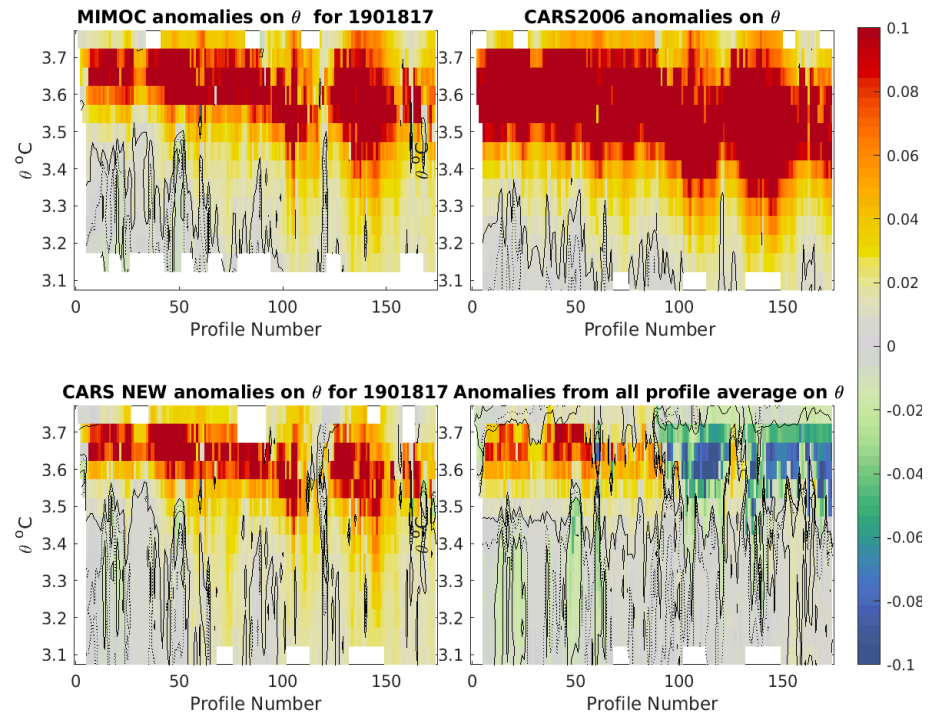 MIMOC anomalies on θ for 1901817
CARS2006 anomalies on θ
3.7
3.6
3.5
3.4
3.3
3.2
3.1
θ °C
0 50 100 150
Profile Number
3.7
3.6
3.5
3.4
3.3
3.2
3.1
θ °C
0 50 100 150
Profile Number
CARS NEW anomalies on θ for 1901817
Anomalies from all profile average on θ
3.7
3.6
3.5
3.4
3.3
3.2
3.1
θ °C
0 50 100 150
Profile Number
3.7
3.6
3.5
3.4
3.3
3.2
3.1
θ °C
0 50 100 150
Profile Number
0.1
0.08
0.06
0.04
0.02
0
-0.02
-0.04
-0.06
-0.08
-0.1